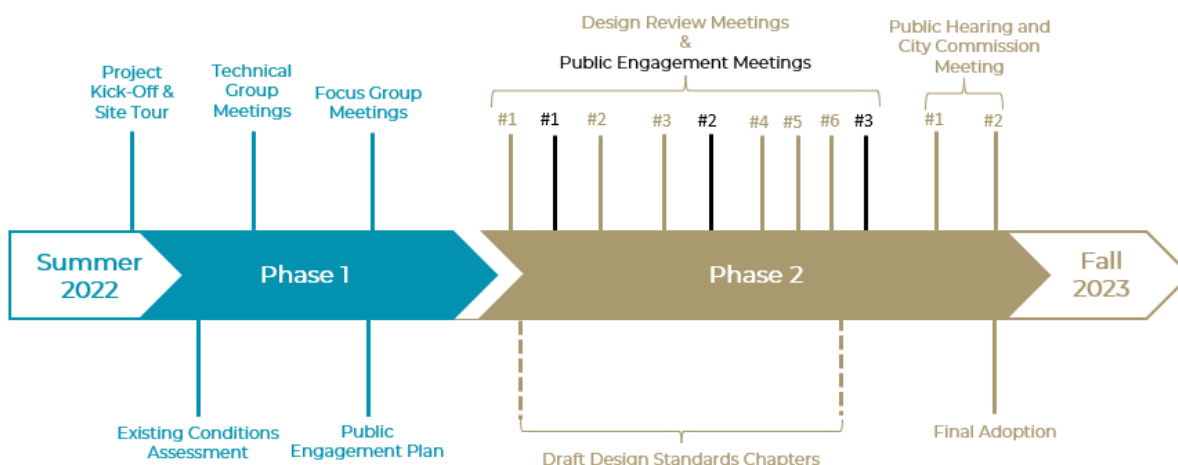 Project
Kick-Off &
Site Tour
Technical
Group
Meetings
Focus Group
Meetings
Design Review Meetings
&
Public Engagement Meetings
#1
#1
#2
#3
#2
#4
#5
#6
#3
Public Hearing and
City Commission
Meeting
#1
#2
Summer
2022
Phase 1
Phase 2
Fall
2023
Existing Conditions
Assessment
Public
Engagement Plan
Draft Design Standards Chapters
Final Adoption